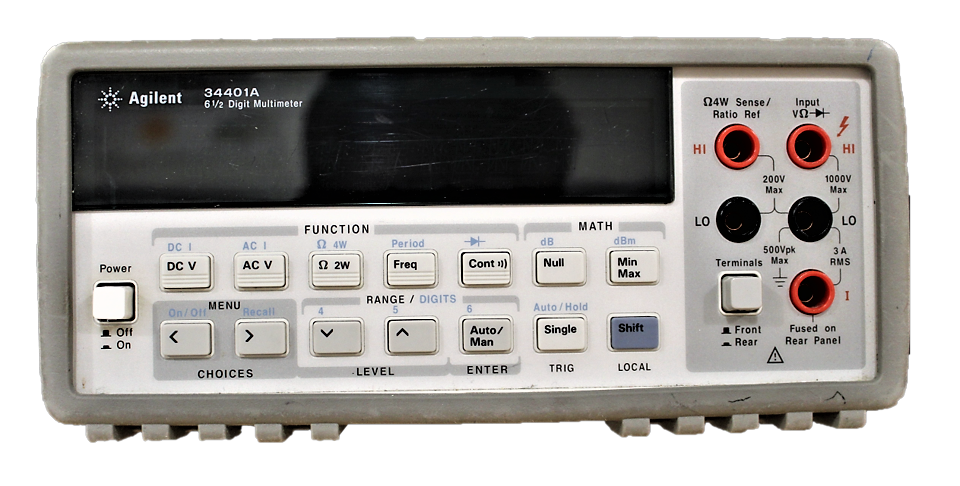 Agilent 34401A
6½ Digit Multimeter
Ω4W Sense/
Ratio Ref
Input
VΩ
HI
HI
200V
Max
1000V
Max
LO
LO
500Vpk
Max
3 A
RMS
Terminals
I
Front
Rear
Fused on
Rear Panel
FUNCTION
MATH
DC I
AC I
Ω 4W
Period
dB
dBm
DC V
AC V
Ω 2W
Freq
Cont
Null
Min
Max
Power
Off
On
MENU
RANGE / DIGITS
On/Off
Recall
4
5
6
Auto/Hold
<
>
Auto/
Man
Single
Shift
CHOICES
LEVEL
ENTER
TRIG
LOCAL